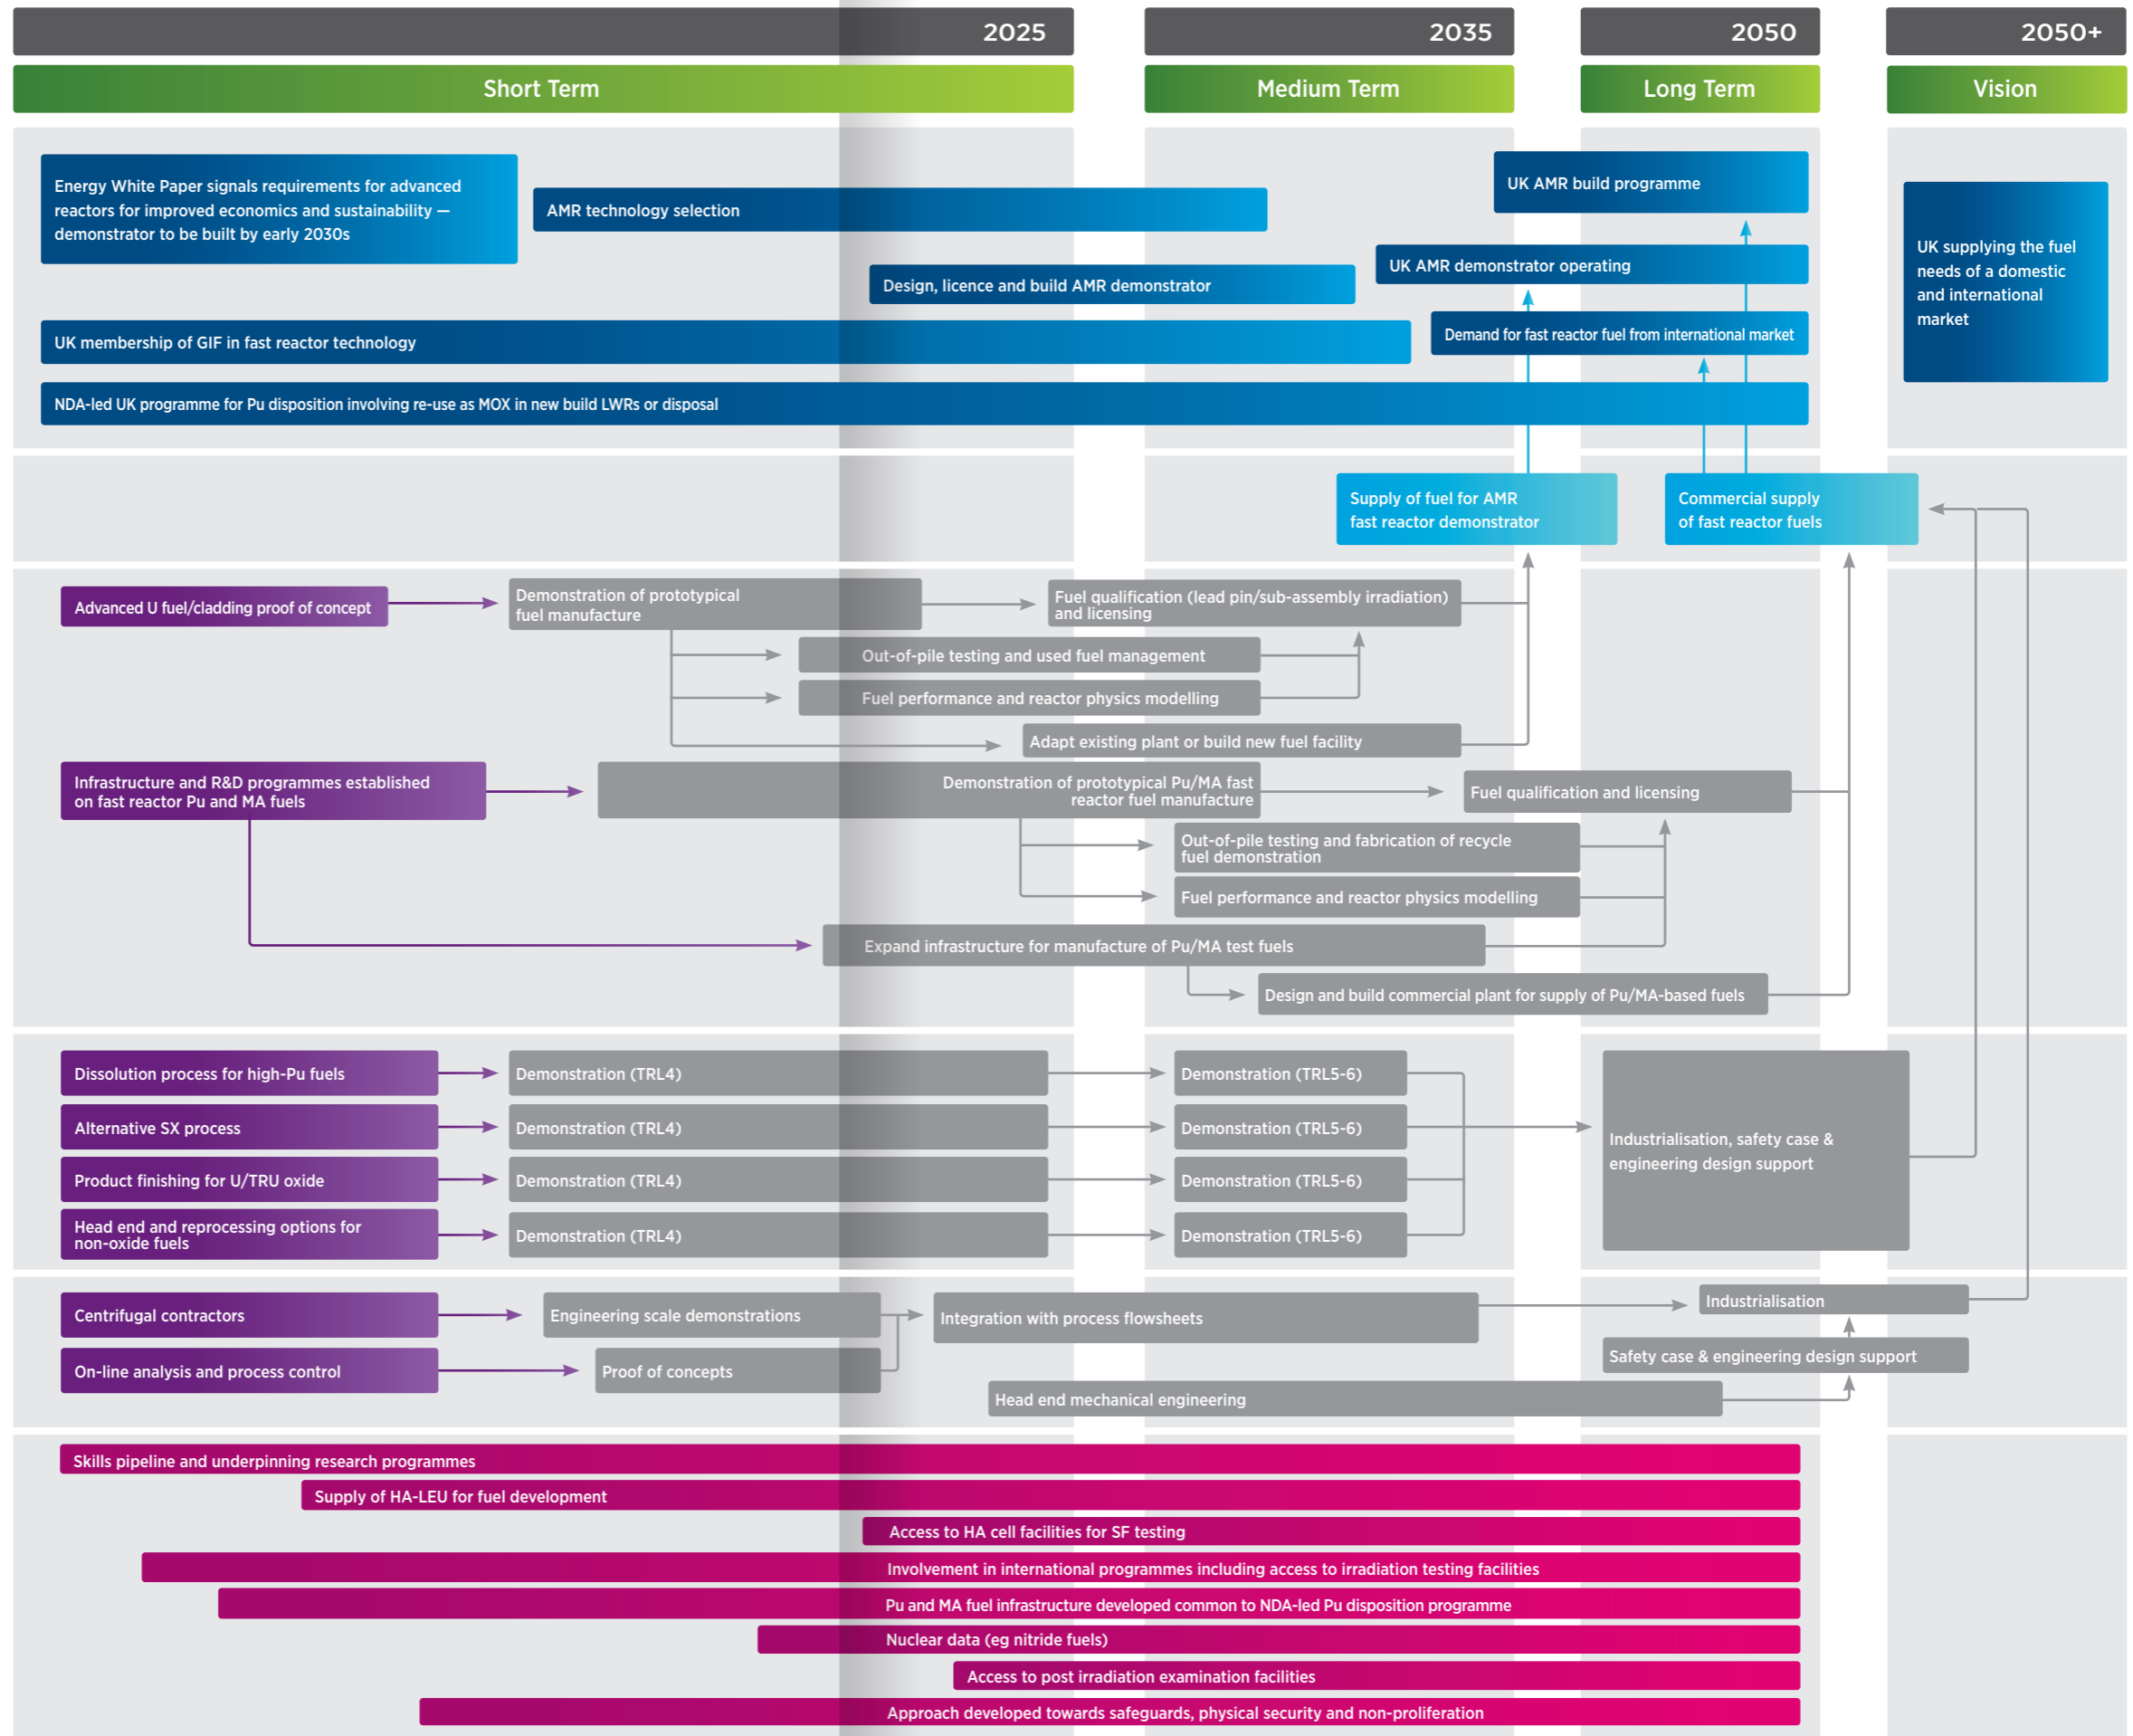 2025
2035
2050
2050+
Short Term
Medium Term
Long Term
Vision
Energy White Paper signals requirements for advanced
reactors for improved economics and sustainability —
demonstrator to be built by early 2030s
AMR technology selection
UK AMR build programme
UK AMR demonstrator operating
Design, licence and build AMR demonstrator
UK supplying the fuel
needs of a domestic
and international
market
UK membership of GIF in fast reactor technology
Demand for fast reactor fuel from international market
NDA-led UK programme for Pu disposition involving re-use as MOX in new build LWRs or disposal
Supply of fuel for AMR
fast reactor demonstrator
Commercial supply
of fast reactor fuels
Advanced U fuel/cladding proof of concept
Demonstration of prototypical
fuel manufacture
Fuel qualification (lead pin/sub-assembly irradiation)
and licensing
Out-of-pile testing and used fuel management
Fuel performance and reactor physics modelling
Adapt existing plant or build new fuel facility
Infrastructure and R&D programmes established
on fast reactor Pu and MA fuels
Demonstration of prototypical Pu/MA fast
reactor fuel manufacture
Fuel qualification and licensing
Out-of-pile testing and fabrication of recycle
fuel demonstration
Fuel performance and reactor physics modelling
Expand infrastructure for manufacture of Pu/MA test fuels
Design and build commercial plant for supply of Pu/MA-based fuels
Dissolution process for high-Pu fuels
Demonstration (TRL4)
Demonstration (TRL5-6)
Alternative SX process
Demonstration (TRL4)
Demonstration (TRL5-6)
Industrialisation, safety case &
engineering design support
Product finishing for U/TRU oxide
Demonstration (TRL4)
Demonstration (TRL5-6)
Head end and reprocessing options for
non-oxide fuels
Demonstration (TRL4)
Demonstration (TRL5-6)
Centrifugal contractors
Engineering scale demonstrations
Integration with process flowsheets
Industrialisation
On-line analysis and process control
Proof of concepts
Safety case & engineering design support
Head end mechanical engineering
Skills pipeline and underpinning research programmes
Supply of HA-LEU for fuel development
Access to HA cell facilities for SF testing
Involvement in international programmes including access to irradiation testing facilities
Pu and MA fuel infrastructure developed common to NDA-led Pu disposition programme
Nuclear data (eg nitride fuels)
Access to post irradiation examination facilities
Approach developed towards safeguards, physical security and non-proliferation